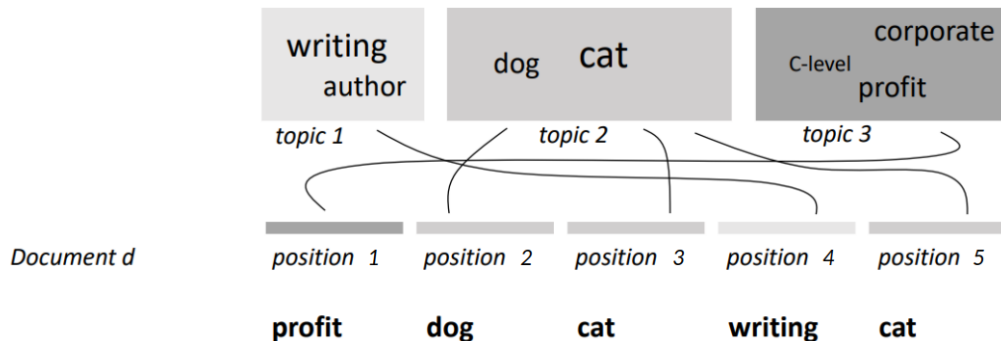 writing
author
dog cat
corporate
C-level
profit
topic 1 topic 2 topic 3
Document d position 1 position 2 position 3 position 4 position 5
profit dog cat writing cat